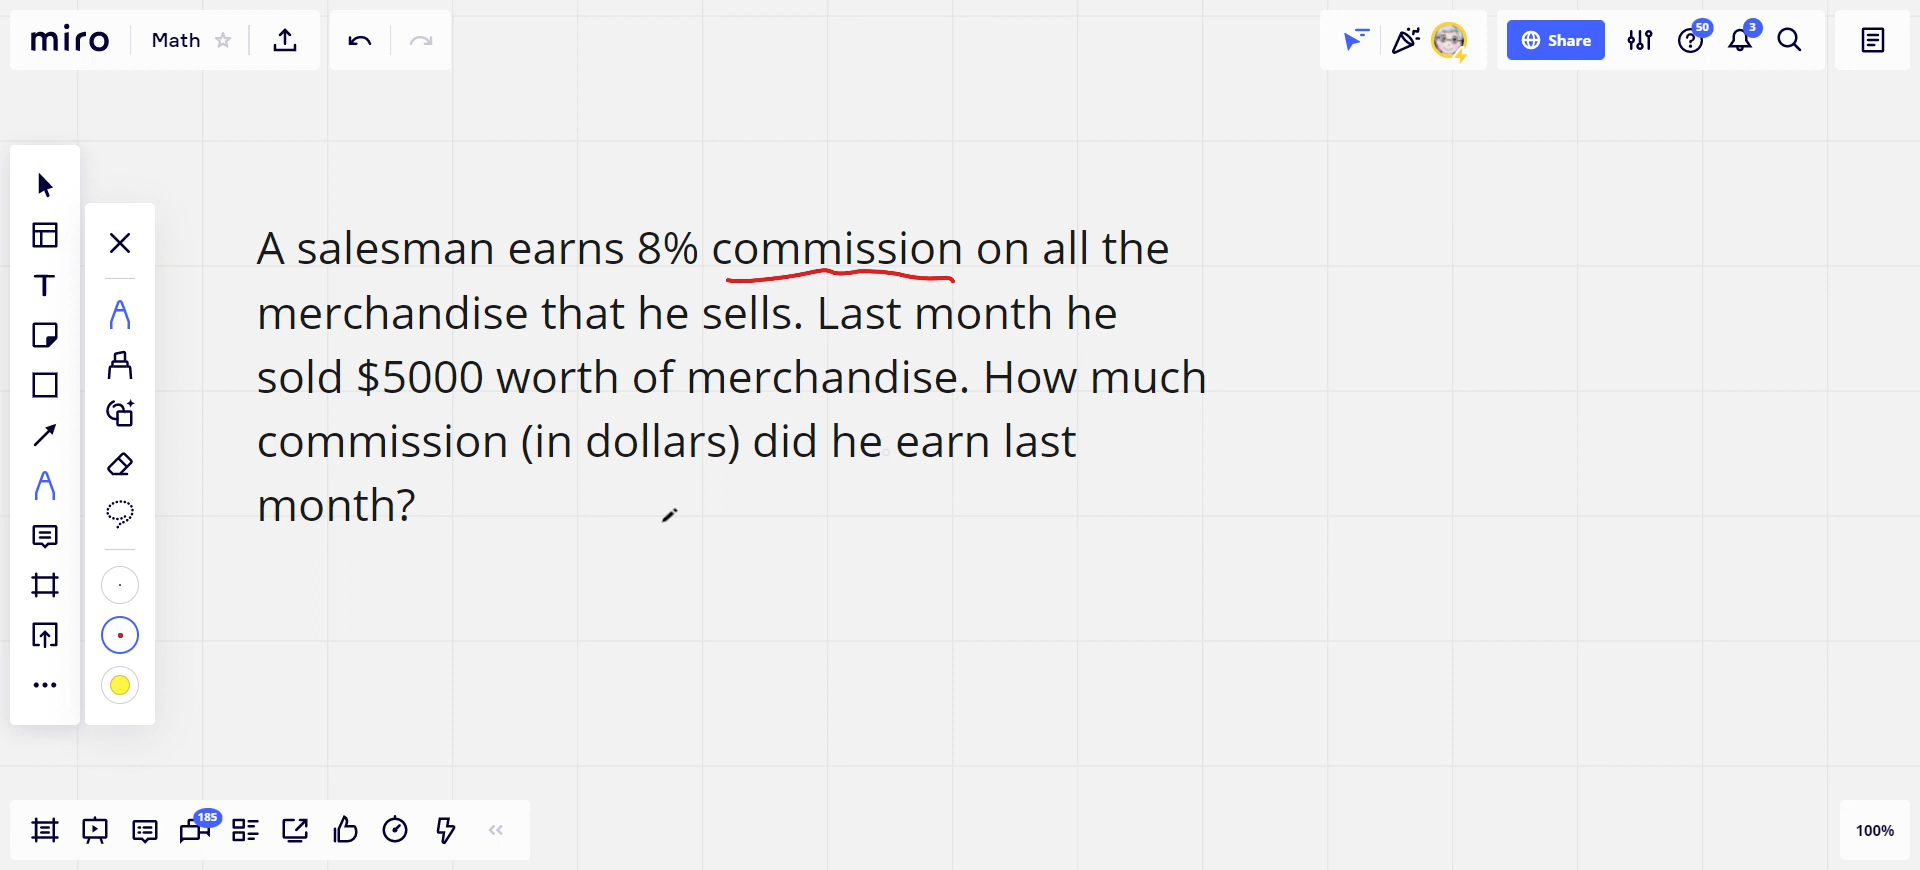 miro
Math
Share
50
3
A salesman earns 8% commission on all the
merchandise that he sells. Last month he
sold $5000 worth of merchandise. How much
commission (in dollars) did he earn last
month?
185
100%